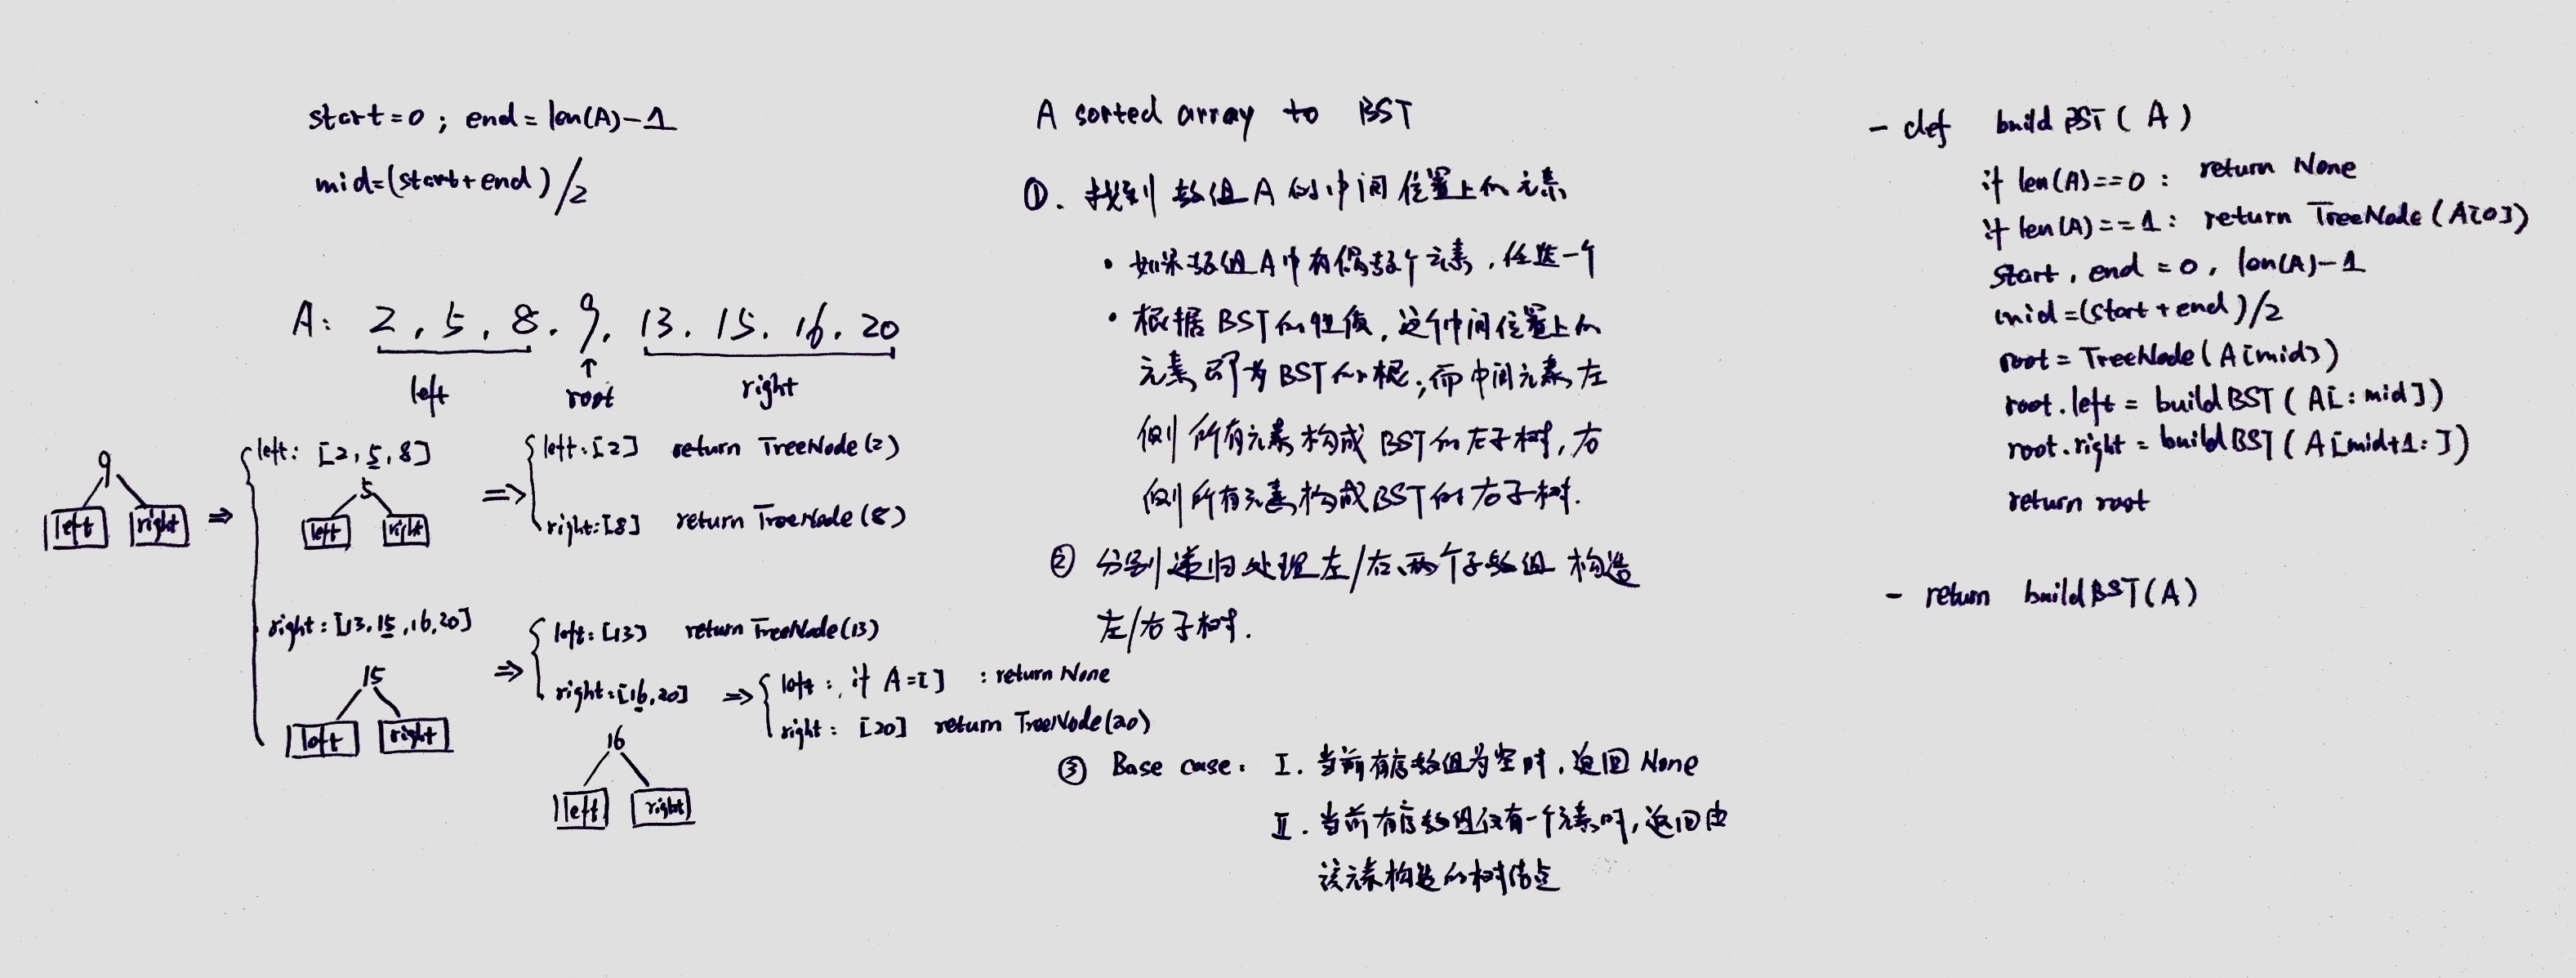 start=0 ; end=len(A)-1
mid=(start+end)/2
A: 2, 5, 8, 9, 13, 15, 16, 20
left
root
right
9
left right
⇒
left: [2, 5, 8]
5
left right
⇒
left: [2] return TreeNode(2)
right: [8] return TreeNode(8)
right: [13, 15, 16, 20]
15
left right
⇒
left: [13] return TreeNode(13)
right: [16, 20]
16
left right
⇒
left: if A=[] : return None
right: [20] return TreeNode(20)
A sorted array to BST
①. 找到数组A的中间位置上的元素
• 如果数组A中有偶数个元素,任选一个
• 根据BST的性质,这个中间位置上的
元素即为BST的根;而中间元素左
侧所有元素构成BST的左子树,右
侧所有元素构成BST的右子树.
② 分别递归处理左/右两个子数组 构造
左/右子树.
③ Base case: I. 当前有序数组为空时,返回None
II. 当前有序数组仅有一个元素时,返回由
该元素构造的树结点
- def buildBST(A)
if len(A)==0: return None
if len(A)==1: return TreeNode(A[0])
start, end = 0, len(A)-1
mid=(start+end)/2
root = TreeNode(A[mid])
root.left = buildBST(A[:mid])
root.right = buildBST(A[mid+1:])
return root
- return buildBST(A)